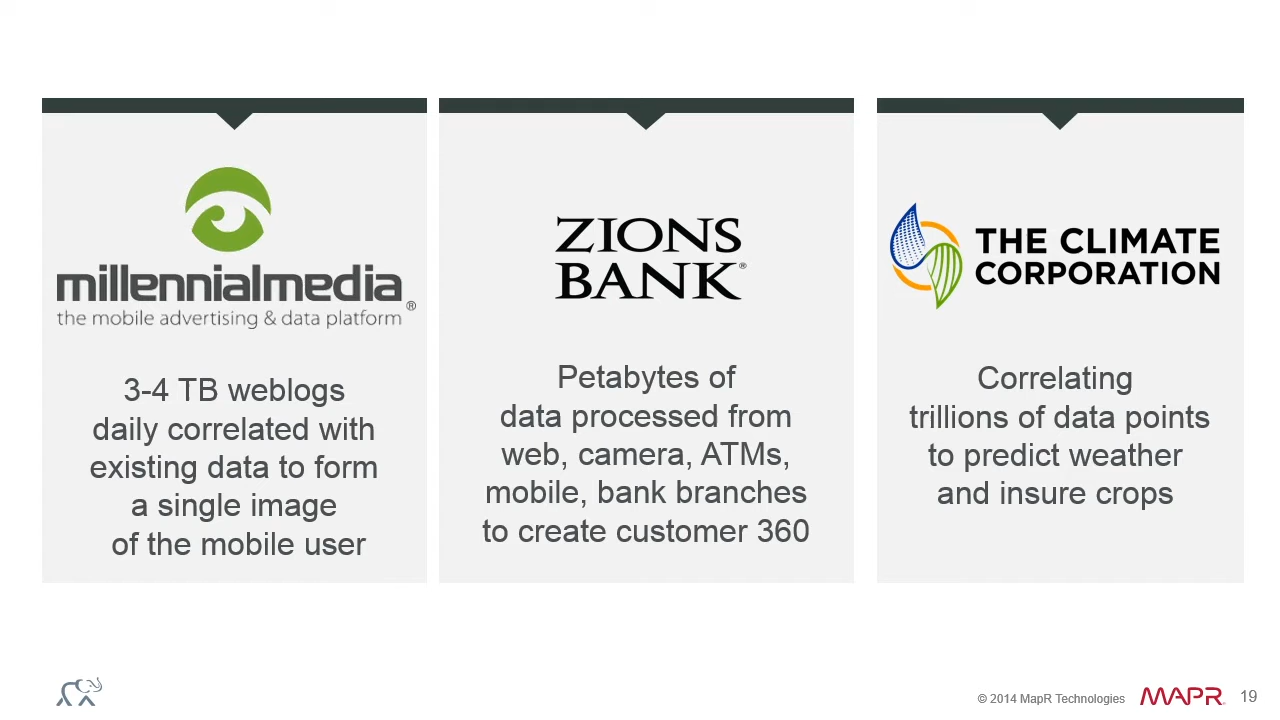 millennialmedia®
the mobile advertising & data platform
3-4 TB weblogs
daily correlated with
existing data to form
a single image
of the mobile user
ZIONS
BANK®
Petabytes of
data processed from
web, camera, ATMs,
mobile, bank branches
to create customer 360
THE CLIMATE
CORPORATION
Correlating
trillions of data points
to predict weather
and insure crops
© 2014 MapR Technologies MAPR 19